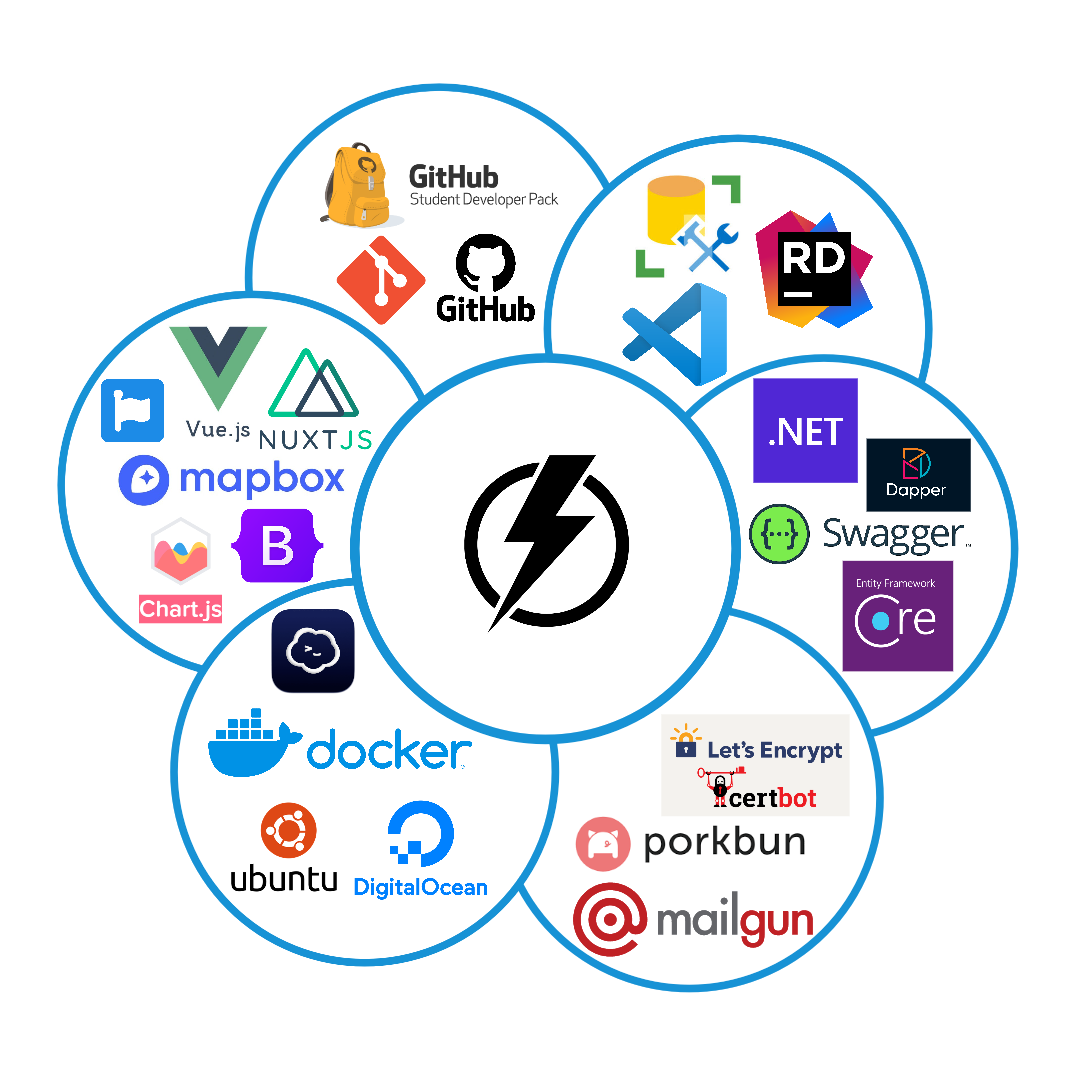 GitHub
Student Developer Pack
GitHub
RD
Vue.js
NUXTJS
mapbox
B
Chart.js
.NET
Dapper
{···}
Swagger™
Entity Framework
Core
>_
docker
ubuntu
DigitalOcean
Let's Encrypt
certbot
porkbun
@mailgun